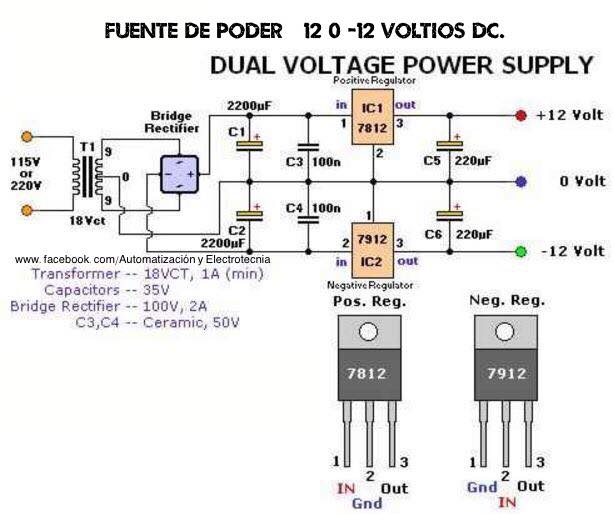 FUENTE DE PODER 12 0 -12 VOLTIOS DC.
DUAL VOLTAGE POWER SUPPLY
Positive Regulator
Bridge
Rectifier
2200µF
in
IC1
out
+12 Volt
1
7812
3
C1
+
C3
100n
2
C5
+
220µF
115V
or
220V
T1
9
0
9
18Vct
- +
0 Volt
C4
100n
1
C2
+
2200µF
2
7912
3
C6
+
220µF
-12 Volt
in
IC2
out
Negative Regulator
www.facebook.com/Automatización y Electrotecnia
Transformer -- 18VCT, 1A (min)
Capacitors -- 35V
Bridge Rectifier -- 100V, 2A
C3,C4 -- Ceramic, 50V
Pos. Reg.
Neg. Reg.
7812
7912
1 2 3
IN Gnd Out
1 2 3
Gnd IN Out